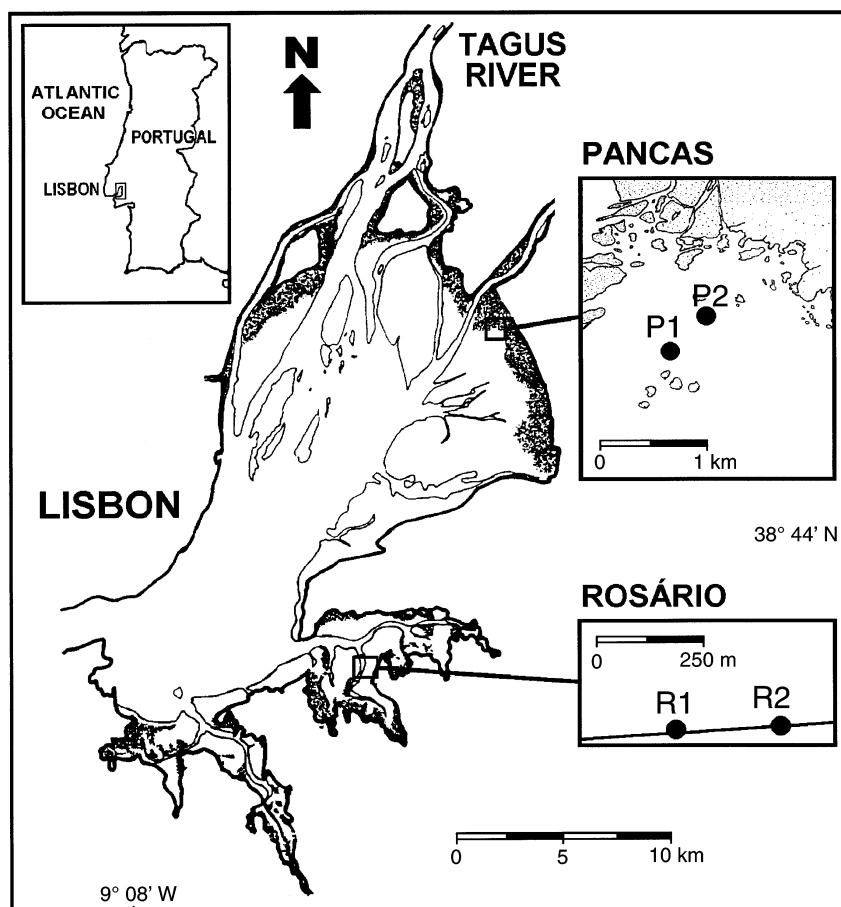 N
TAGUS
RIVER
ATLANTIC
OCEAN
PORTUGAL
LISBON
PANCAS
P2
P1
0
1 km
LISBON
38° 44' N
ROSÁRIO
0
250 m
R1
R2
0
5
10 km
9° 08' W